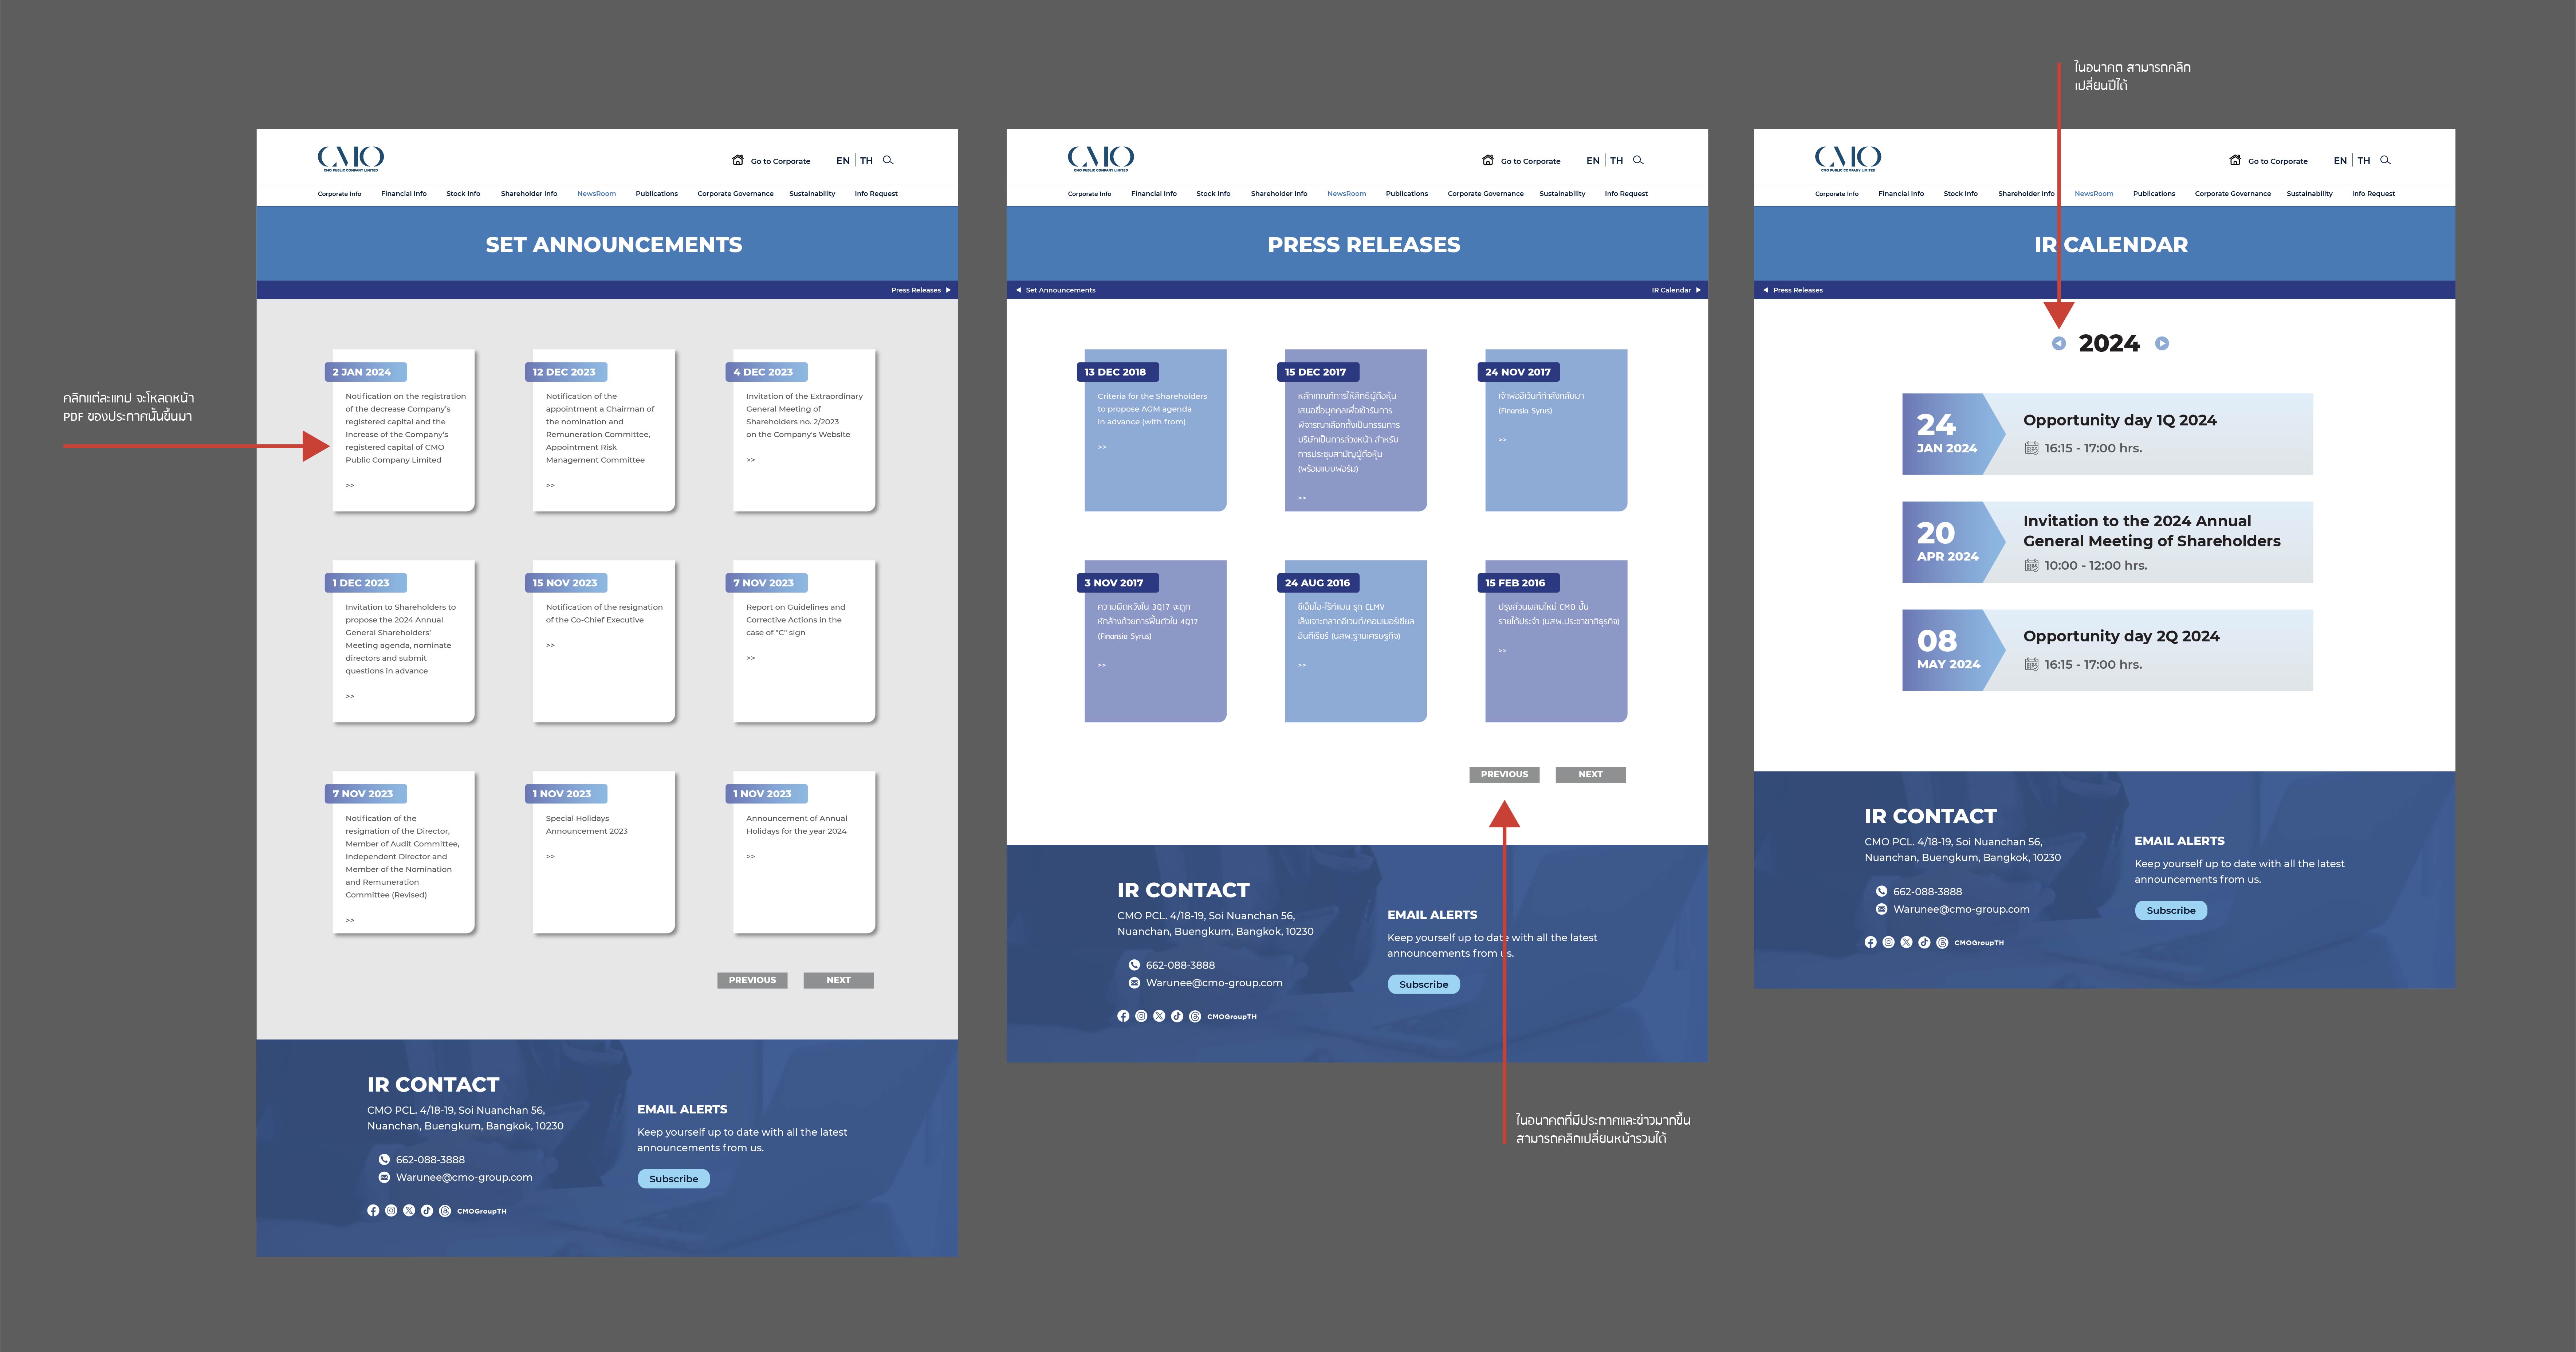 ในอนาคต สามารถคลิก
เปลี่ยนปีได้
คลิกแต่ละแทป จะโหลดหน้า
PDF ของประกาศนั้นขึ้นมา
CMO
CMO PUBLIC COMPANY LIMITED
Go to Corporate EN TH
Corporate Info Financial Info Stock Info Shareholder Info NewsRoom Publications Corporate Governance Sustainability Info Request
SET ANNOUNCEMENTS
Press Releases
2 JAN 2024
Notification on the registration
of the decrease Company's
registered capital and the
Increase of the Company's
registered capital of CMO
Public Company Limited
>>
12 DEC 2023
Notification of the
appointment a Chairman of
the nomination and
Remuneration Committee,
Appointment Risk
Management Committee
>>
4 DEC 2023
Invitation of the Extraordinary
General Meeting of
Shareholders no. 2/2023
on the Company's Website
>>
1 DEC 2023
Invitation to Shareholders to
propose the 2024 Annual
General Shareholders'
Meeting agenda, nominate
directors and submit
questions in advance
>>
15 NOV 2023
Notification of the resignation
of the Co-Chief Executive
>>
7 NOV 2023
Report on Guidelines and
Corrective Actions in the
case of "C" sign
>>
7 NOV 2023
Notification of the
resignation of the Director,
Member of Audit Committee,
Independent Director and
Member of the Nomination
and Remuneration
Committee (Revised)
>>
1 NOV 2023
Special Holidays
Announcement 2023
>>
1 NOV 2023
Announcement of Annual
Holidays for the year 2024
>>
PREVIOUS NEXT
IR CONTACT
CMO PCL. 4/18-19, Soi Nuanchan 56,
Nuanchan, Buengkum, Bangkok, 10230
662-088-3888
Warunee@cmo-group.com
CMOGroupTH
EMAIL ALERTS
Keep yourself up to date with all the latest
announcements from us.
Subscribe
CMO
CMO PUBLIC COMPANY LIMITED
Go to Corporate EN TH
Corporate Info Financial Info Stock Info Shareholder Info NewsRoom Publications Corporate Governance Sustainability Info Request
PRESS RELEASES
Set Announcements IR Calendar
13 DEC 2018
Criteria for the Shareholders
to propose AGM agenda
in advance (with from)
>>
15 DEC 2017
หลักเกณฑ์การให้สิทธิผู้ถือหุ้น
เสนอชื่อบุคคลเพื่อเข้ารับการ
พิจารณาเลือกตั้งเป็นกรรมการ
บริษัทเป็นการล่วงหน้า สำหรับ
การประชุมสามัญผู้ถือหุ้น
(พร้อมแบบฟอร์ม)
>>
24 NOV 2017
เจ้าพ่ออีเว้นท์กำลังกลับมา
(Finansia Syrus)
>>
3 NOV 2017
ความผิดหวังใน 3Q17 จะถูก
หักล้างด้วยการฟื้นตัวใน 4Q17
(Finansia Syrus)
>>
24 AUG 2016
ซีเอ็มโอ-ไร้ท์แมน รุก CLMV
เล็งเจาะตลาดอีเวนต์/คอมเมอร์เชียล
อินทีเรียร์ (นสพ.ฐานเศรษฐกิจ)
>>
15 FEB 2016
ปรุงส่วนผสมใหม่ CMO ปั้น
รายได้ประจำ (นสพ.ประชาชาติธุรกิจ)
>>
PREVIOUS NEXT
IR CONTACT
CMO PCL. 4/18-19, Soi Nuanchan 56,
Nuanchan, Buengkum, Bangkok, 10230
662-088-3888
Warunee@cmo-group.com
CMOGroupTH
EMAIL ALERTS
Keep yourself up to date with all the latest
announcements from us.
Subscribe
ในอนาคตที่มีประกาศและข่าวมากขึ้น
สามารถคลิกเปลี่ยนหน้ารวมได้
CMO
CMO PUBLIC COMPANY LIMITED
Go to Corporate EN TH
Corporate Info Financial Info Stock Info Shareholder Info NewsRoom Publications Corporate Governance Sustainability Info Request
IR CALENDAR
Press Releases
2024
24
JAN 2024
Opportunity day 1Q 2024
16:15 - 17:00 hrs.
20
APR 2024
Invitation to the 2024 Annual
General Meeting of Shareholders
10:00 - 12:00 hrs.
08
MAY 2024
Opportunity day 2Q 2024
16:15 - 17:00 hrs.
IR CONTACT
CMO PCL. 4/18-19, Soi Nuanchan 56,
Nuanchan, Buengkum, Bangkok, 10230
662-088-3888
Warunee@cmo-group.com
CMOGroupTH
EMAIL ALERTS
Keep yourself up to date with all the latest
announcements from us.
Subscribe